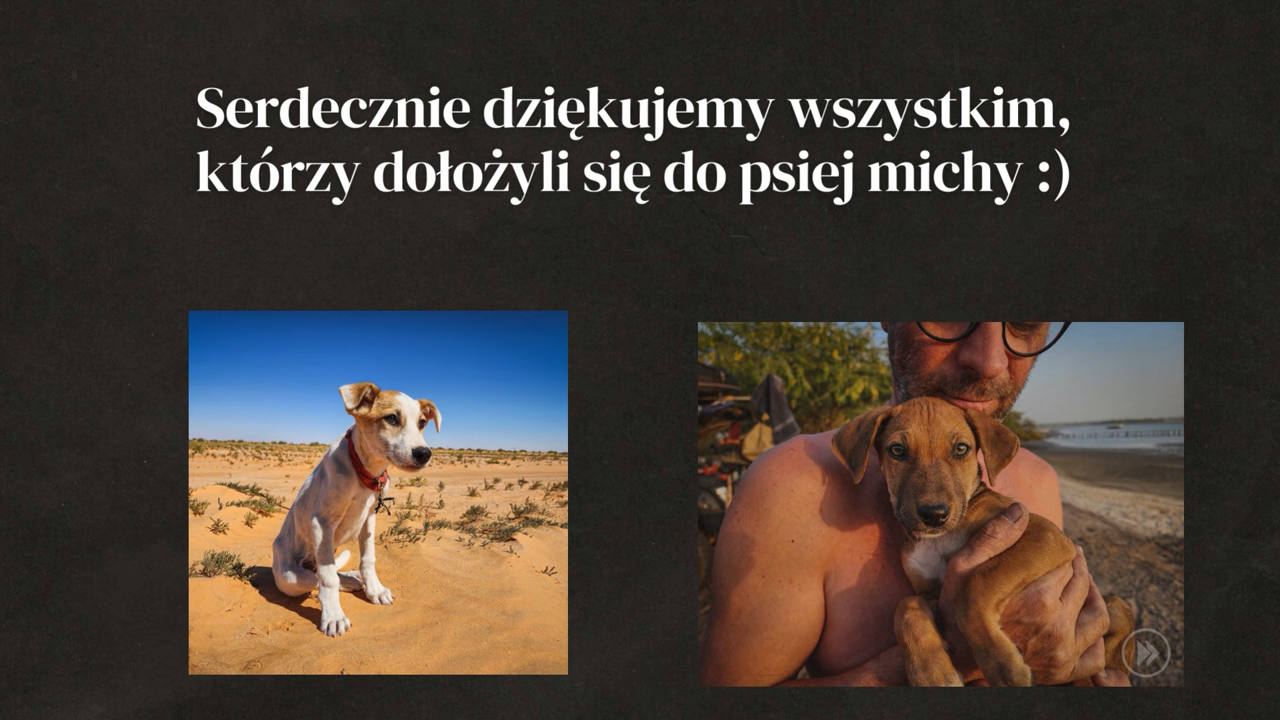 Serdecznie dziękujemy wszystkim,
którzy dołożyli się do psiej michy :)